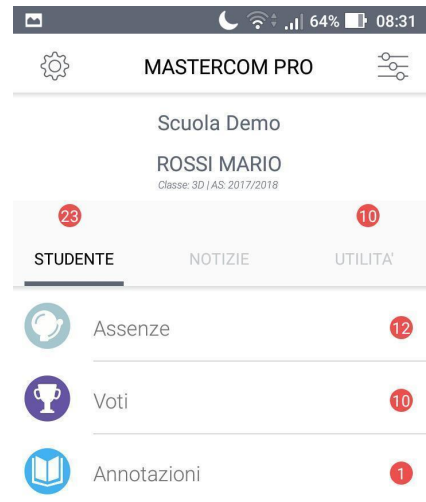 64% 08:31
MASTERCOM PRO
Scuola Demo
ROSSI MARIO
Classe: 3D | AS: 2017/2018
23 10
STUDENTE NOTIZIE UTILITA'
Assenze 12
Voti 10
Annotazioni 1